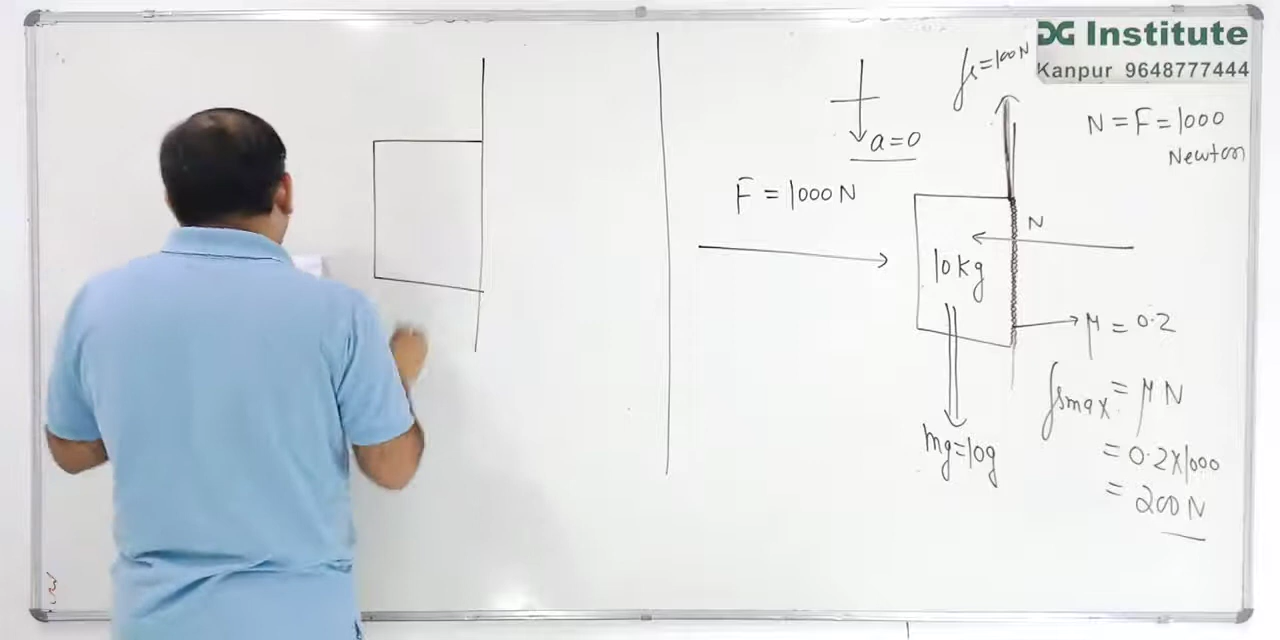 DG Institute
Kanpur 9648777444
fs=100N
N = F = 1000
Newton
a=0
F = 1000 N
N
10kg
μ = 0.2
fsmax = μN
= 0.2×1000
= 200N
mg=10g